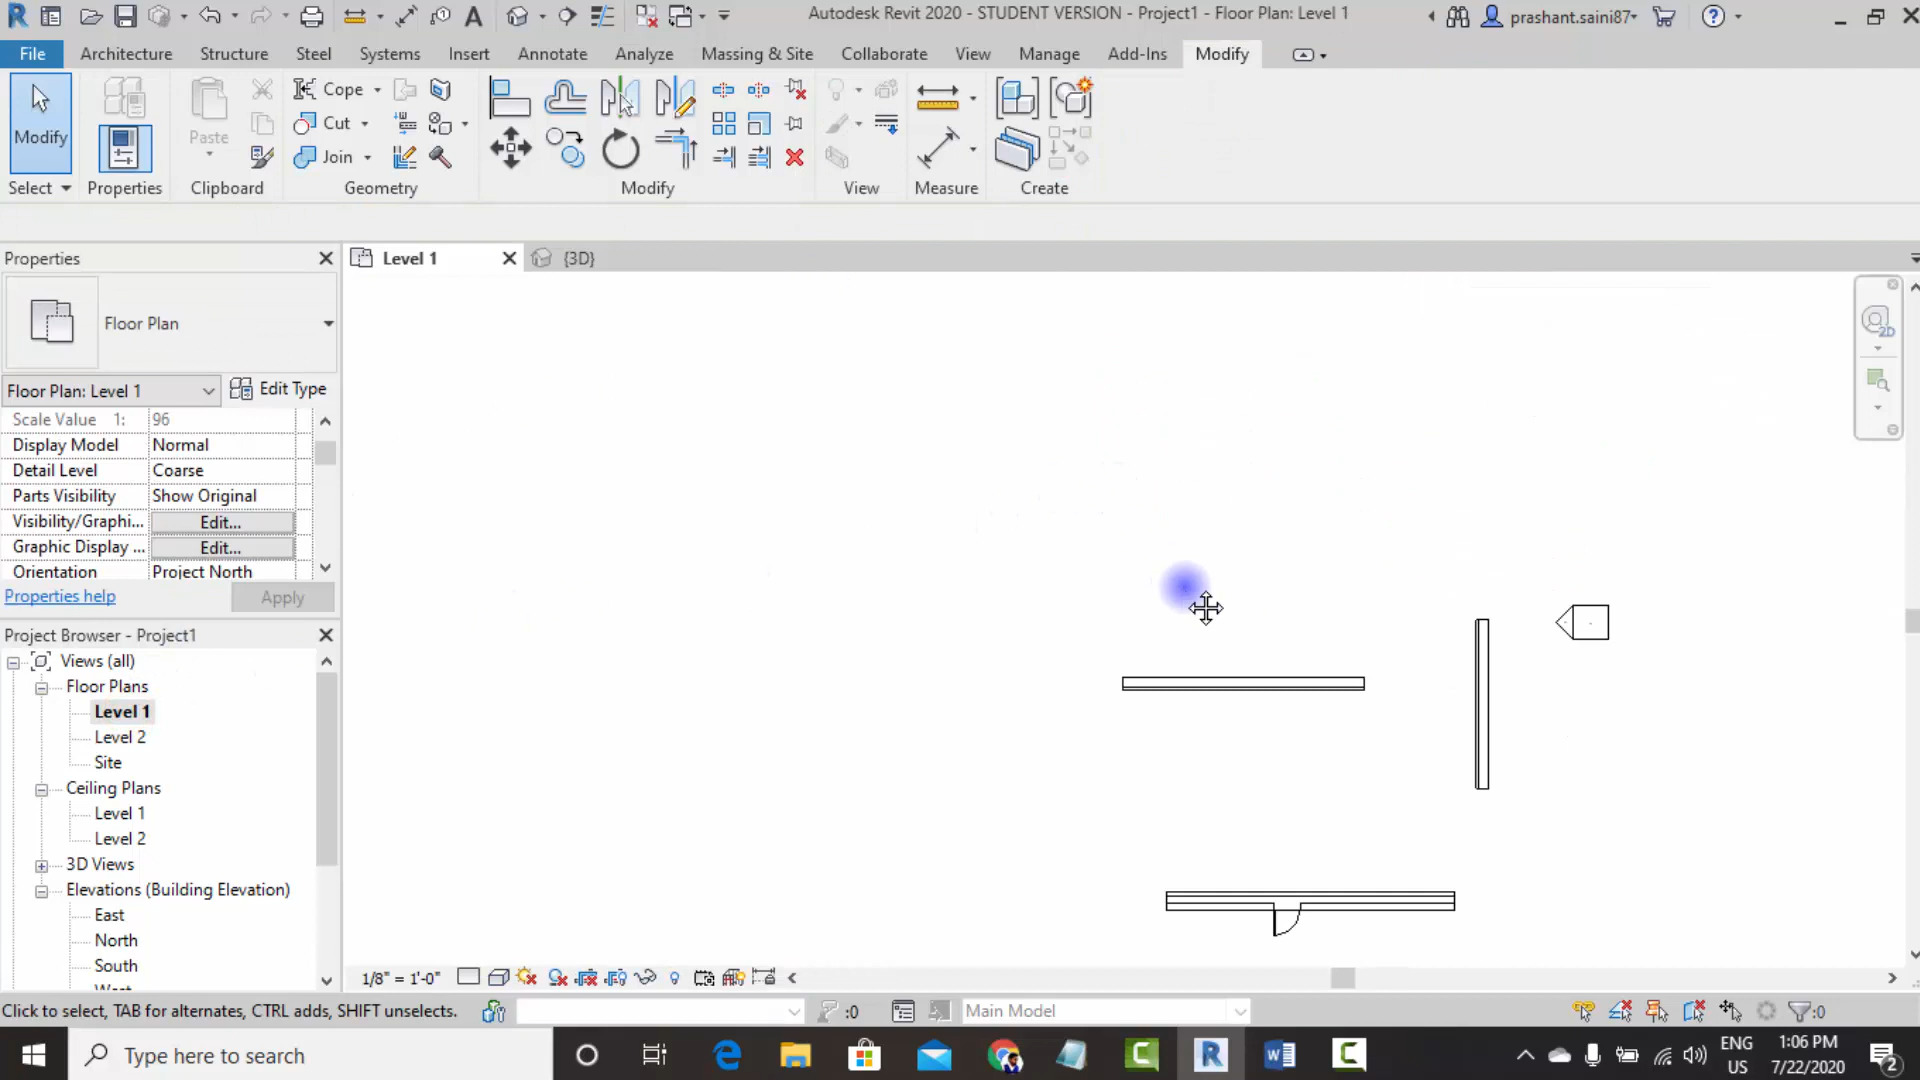 Autodesk Revit 2020 - STUDENT VERSION - Project1 - Floor Plan: Level 1
prashant.saini87
File Architecture Structure Steel Systems Insert Annotate Analyze Massing & Site Collaborate View Manage Add-Ins Modify
Modify
Paste
Cope
Cut
Join
Select Properties Clipboard Geometry Modify View Measure Create
Properties
Level 1
{3D}
Floor Plan
Floor Plan: Level 1
Edit Type
Scale Value 1: 96
Display Model Normal
Detail Level Coarse
Parts Visibility Show Original
Visibility/Graphi... Edit...
Graphic Display ... Edit...
Orientation Project North
Properties help
Apply
Project Browser - Project1
Views (all)
Floor Plans
Level 1
Level 2
Site
Ceiling Plans
Level 1
Level 2
3D Views
Elevations (Building Elevation)
East
North
South
West
1/8" = 1'-0"
Click to select, TAB for alternates, CTRL adds, SHIFT unselects.
:0
Main Model
:0
Type here to search
ENG
US
1:06 PM
7/22/2020
2